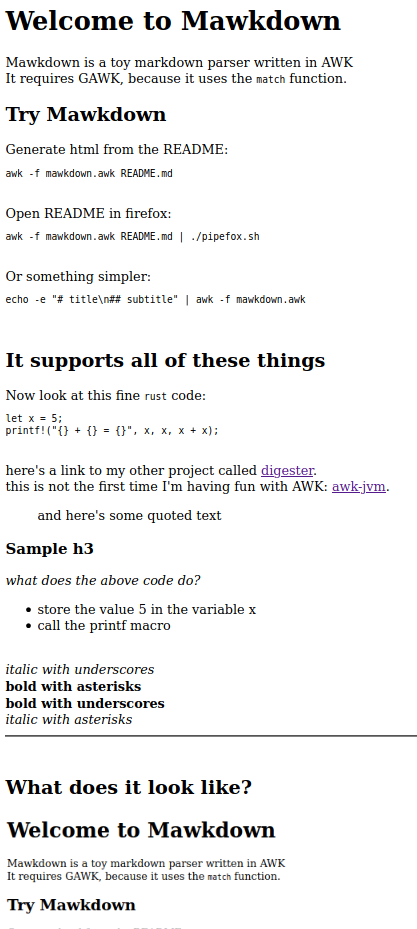 Welcome to Mawkdown
Mawkdown is a toy markdown parser written in AWK
It requires GAWK, because it uses the match function.
Try Mawkdown
Generate html from the README:
awk -f mawkdown.awk README.md
Open README in firefox:
awk -f mawkdown.awk README.md | ./pipefox.sh
Or something simpler:
echo -e "# title\n## subtitle" | awk -f mawkdown.awk
It supports all of these things
Now look at this fine rust code:
let x = 5;
printf!("{} + {} = {}", x, x, x + x);
here's a link to my other project called digester.
this is not the first time I'm having fun with AWK: awk-jvm.
and here's some quoted text
Sample h3
what does the above code do?
• store the value 5 in the variable x
• call the printf macro
italic with underscores
bold with asterisks
bold with underscores
italic with asterisks
What does it look like?
Welcome to Mawkdown
Mawkdown is a toy markdown parser written in AWK
It requires GAWK, because it uses the match function.
Try Mawkdown